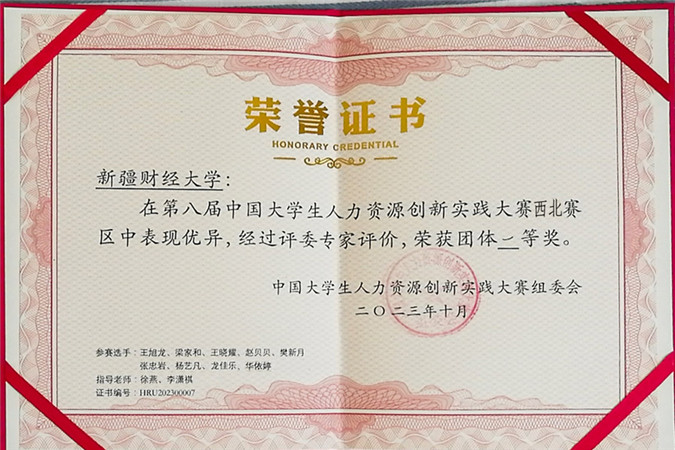 荣誉证书
HONORARY CREDENTIAL
新疆财经大学：
在第八届中国大学生人力资源创新实践大赛西北赛
区中表现优异，经过评委专家评价，荣获团体一等奖。
中国大学生人力资源创新实践大赛组委会
二〇二三年十月
参赛选手：王旭龙、梁家和、王晓耀、赵贝贝、樊新月
张忠岩、杨艺凡、龙佳乐、华依婷
指导老师：徐燕、李潇祺
证书编号：HRU202300007